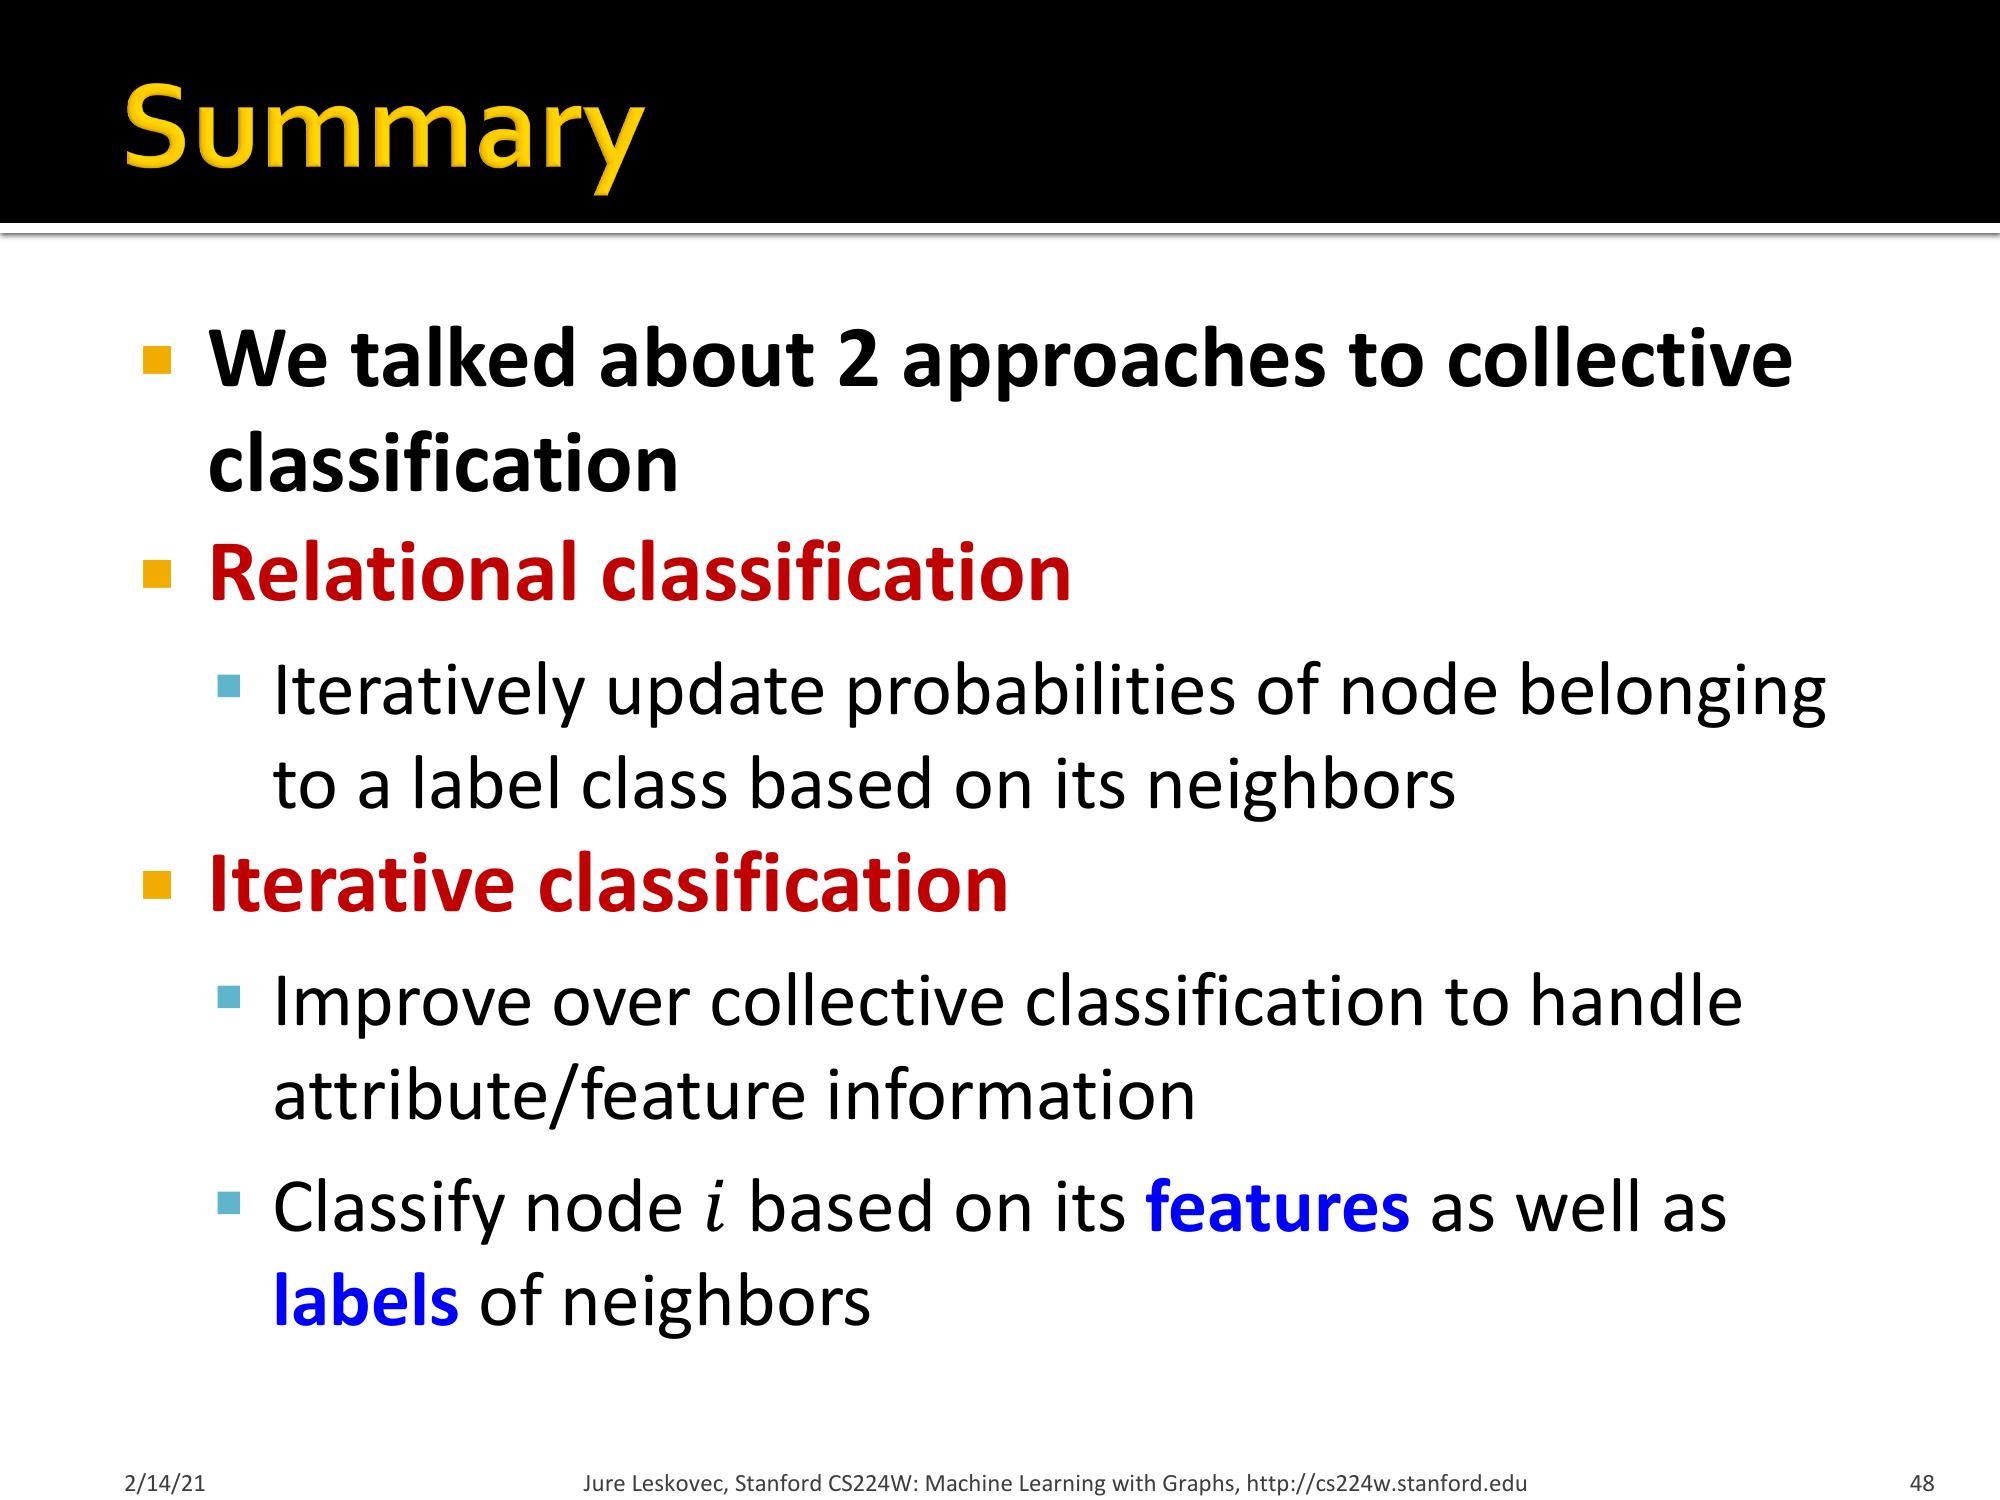 Summary
We talked about 2 approaches to collective
classification
Relational classification
Iteratively update probabilities of node belonging
to a label class based on its neighbors
Iterative classification
Improve over collective classification to handle
attribute/feature information
Classify node i based on its features as well as
labels of neighbors
2/14/21
Jure Leskovec, Stanford CS224W: Machine Learning with Graphs, http://cs224w.stanford.edu
48